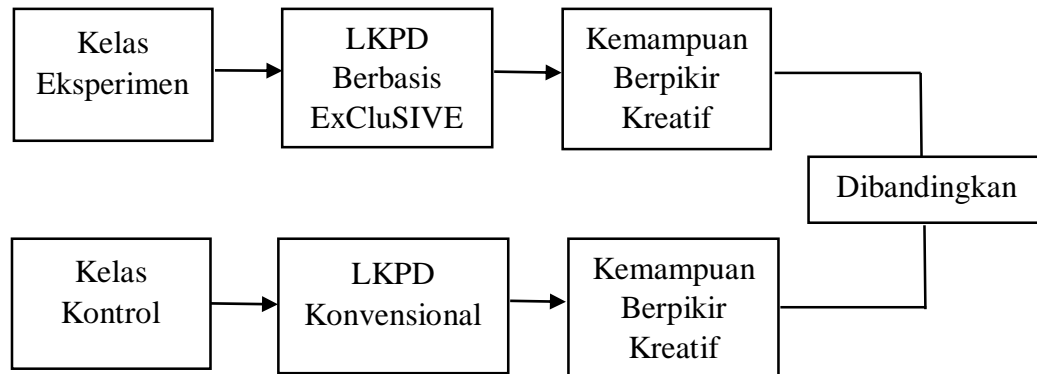 Kelas
Eksperimen
LKPD
Berbasis
ExCluSIVE
Kemampuan
Berpikir
Kreatif
Dibandingkan
Kelas
Kontrol
LKPD
Konvensional
Kemampuan
Berpikir
Kreatif